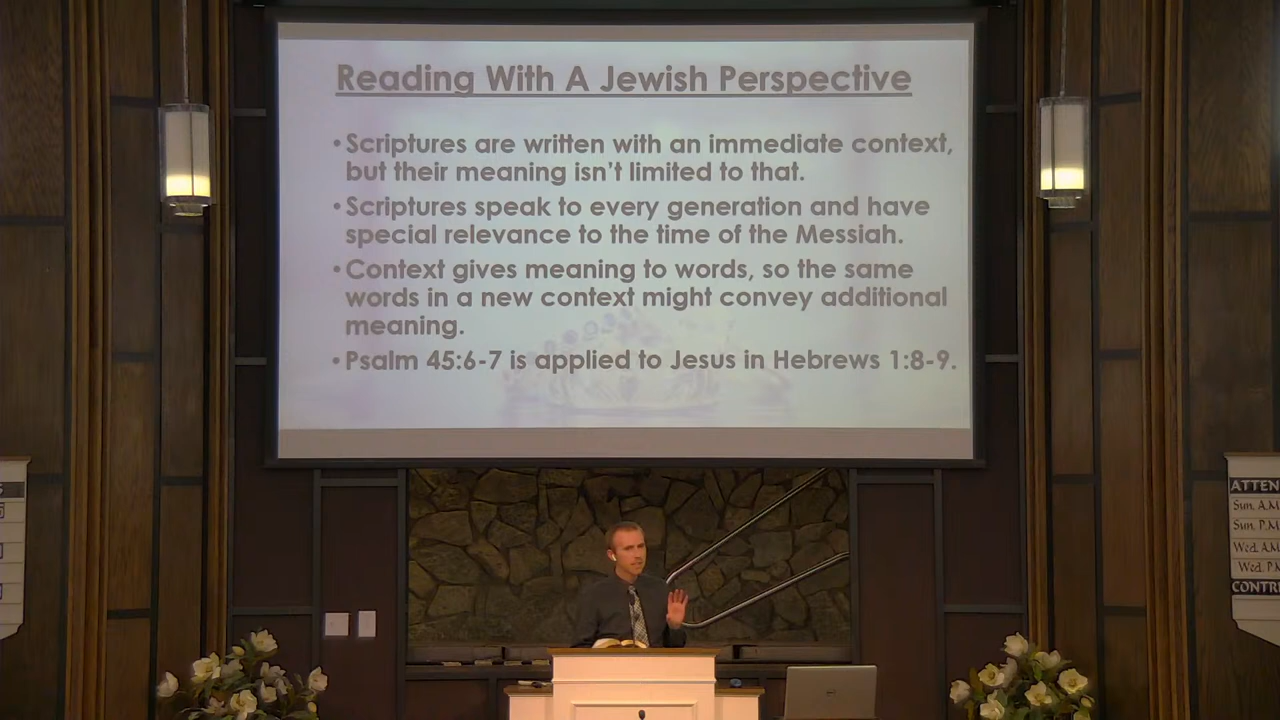 Reading With A Jewish Perspective
•Scriptures are written with an immediate context,
but their meaning isn't limited to that.
•Scriptures speak to every generation and have
special relevance to the time of the Messiah.
•Context gives meaning to words, so the same
words in a new context might convey additional
meaning.
•Psalm 45:6-7 is applied to Jesus in Hebrews 1:8-9.
ATTEN
Sun. A.M
Sun. P.M
Wed. A.M
Wed. P.M
CONTR
DELL